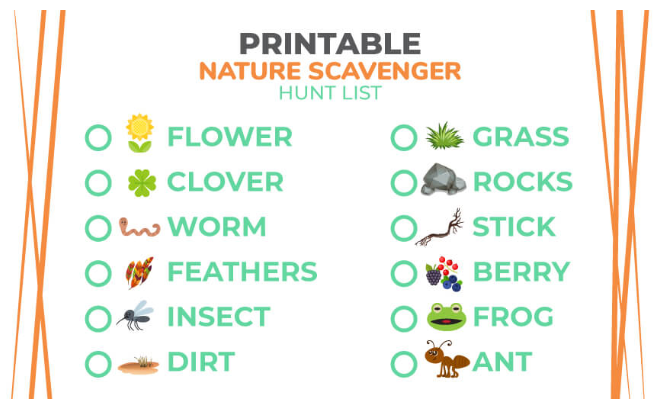 PRINTABLE
NATURE SCAVENGER
HUNT LIST
FLOWER
CLOVER
WORM
FEATHERS
INSECT
DIRT
GRASS
ROCKS
STICK
BERRY
FROG
ANT